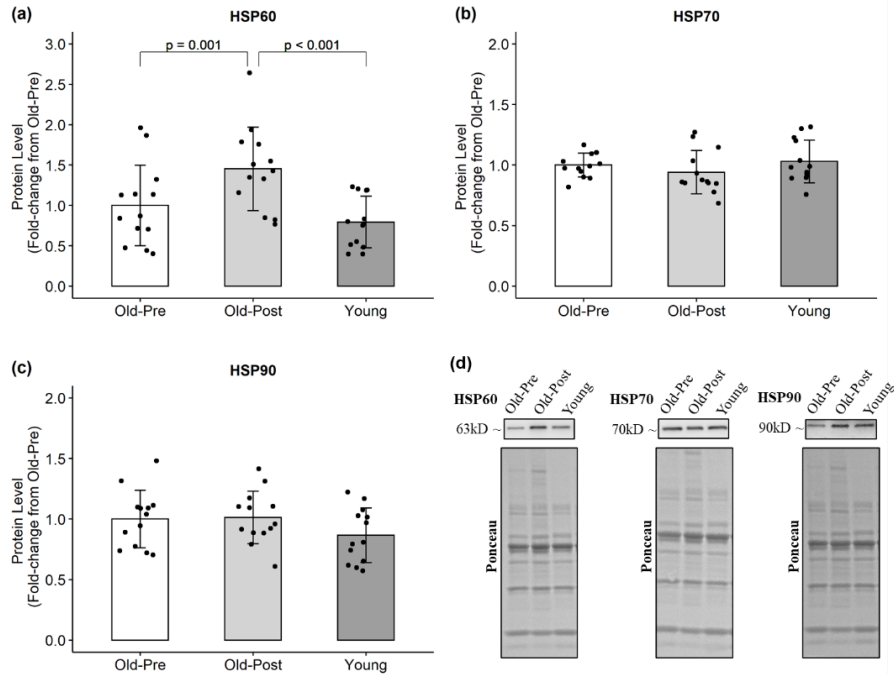 (a)
HSP60
Protein Level
(Fold-change from Old-Pre)
3.0
2.5
2.0
1.5
1.0
0.5
0.0
p = 0.001
p < 0.001
Old-Pre
Old-Post
Young
(b)
HSP70
Protein Level
(Fold-change from Old-Pre)
2.0
1.5
1.0
0.5
0.0
Old-Pre
Old-Post
Young
(c)
HSP90
Protein Level
(Fold-change from Old-Pre)
2.0
1.5
1.0
0.5
0.0
Old-Pre
Old-Post
Young
(d)
HSP60
Old-Pre
Old-Post
Young
63kD ~
Ponceau
HSP70
Old-Pre
Old-Post
Young
70kD ~
Ponceau
HSP90
Old-Pre
Old-Post
Young
90kD ~
Ponceau